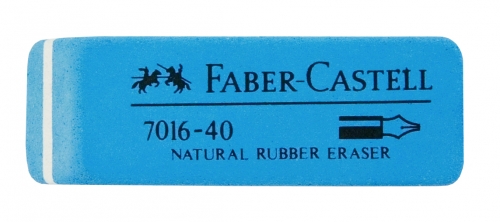 FABER-CASTELL
7016-40
NATURAL RUBBER ERASER